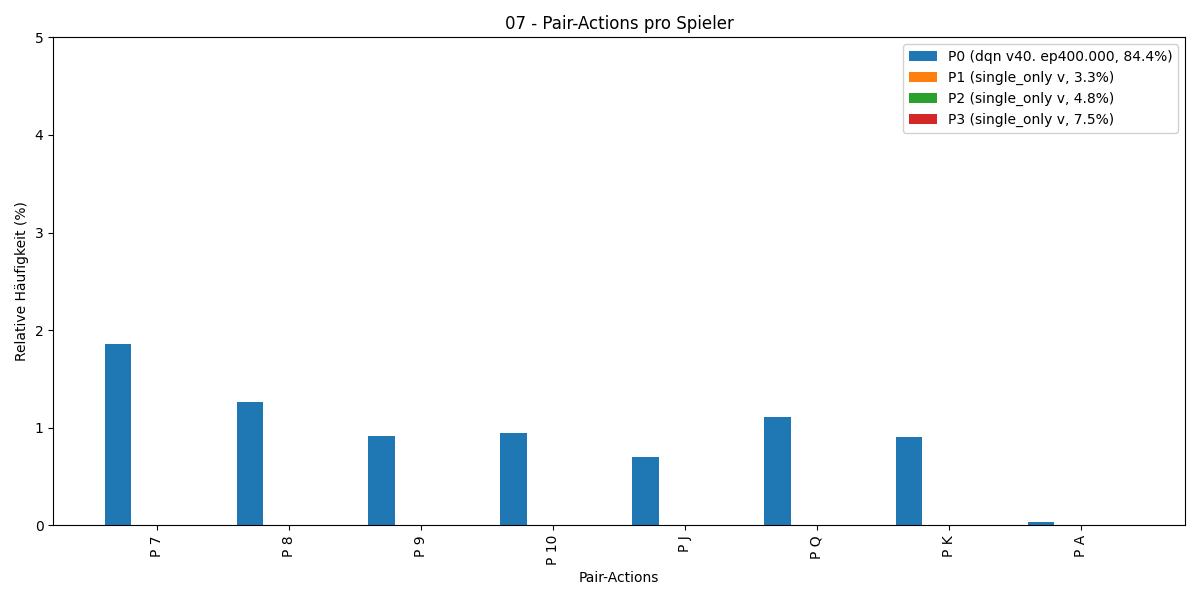 07 - Pair-Actions pro Spieler
5
4
3
2
1
0
Relative Häufigkeit (%)
P0 (dqn v40. ep400.000, 84.4%)
P1 (single_only v, 3.3%)
P2 (single_only v, 4.8%)
P3 (single_only v, 7.5%)
P 7
P 8
P 9
P 10
P J
P Q
P K
P A
Pair-Actions